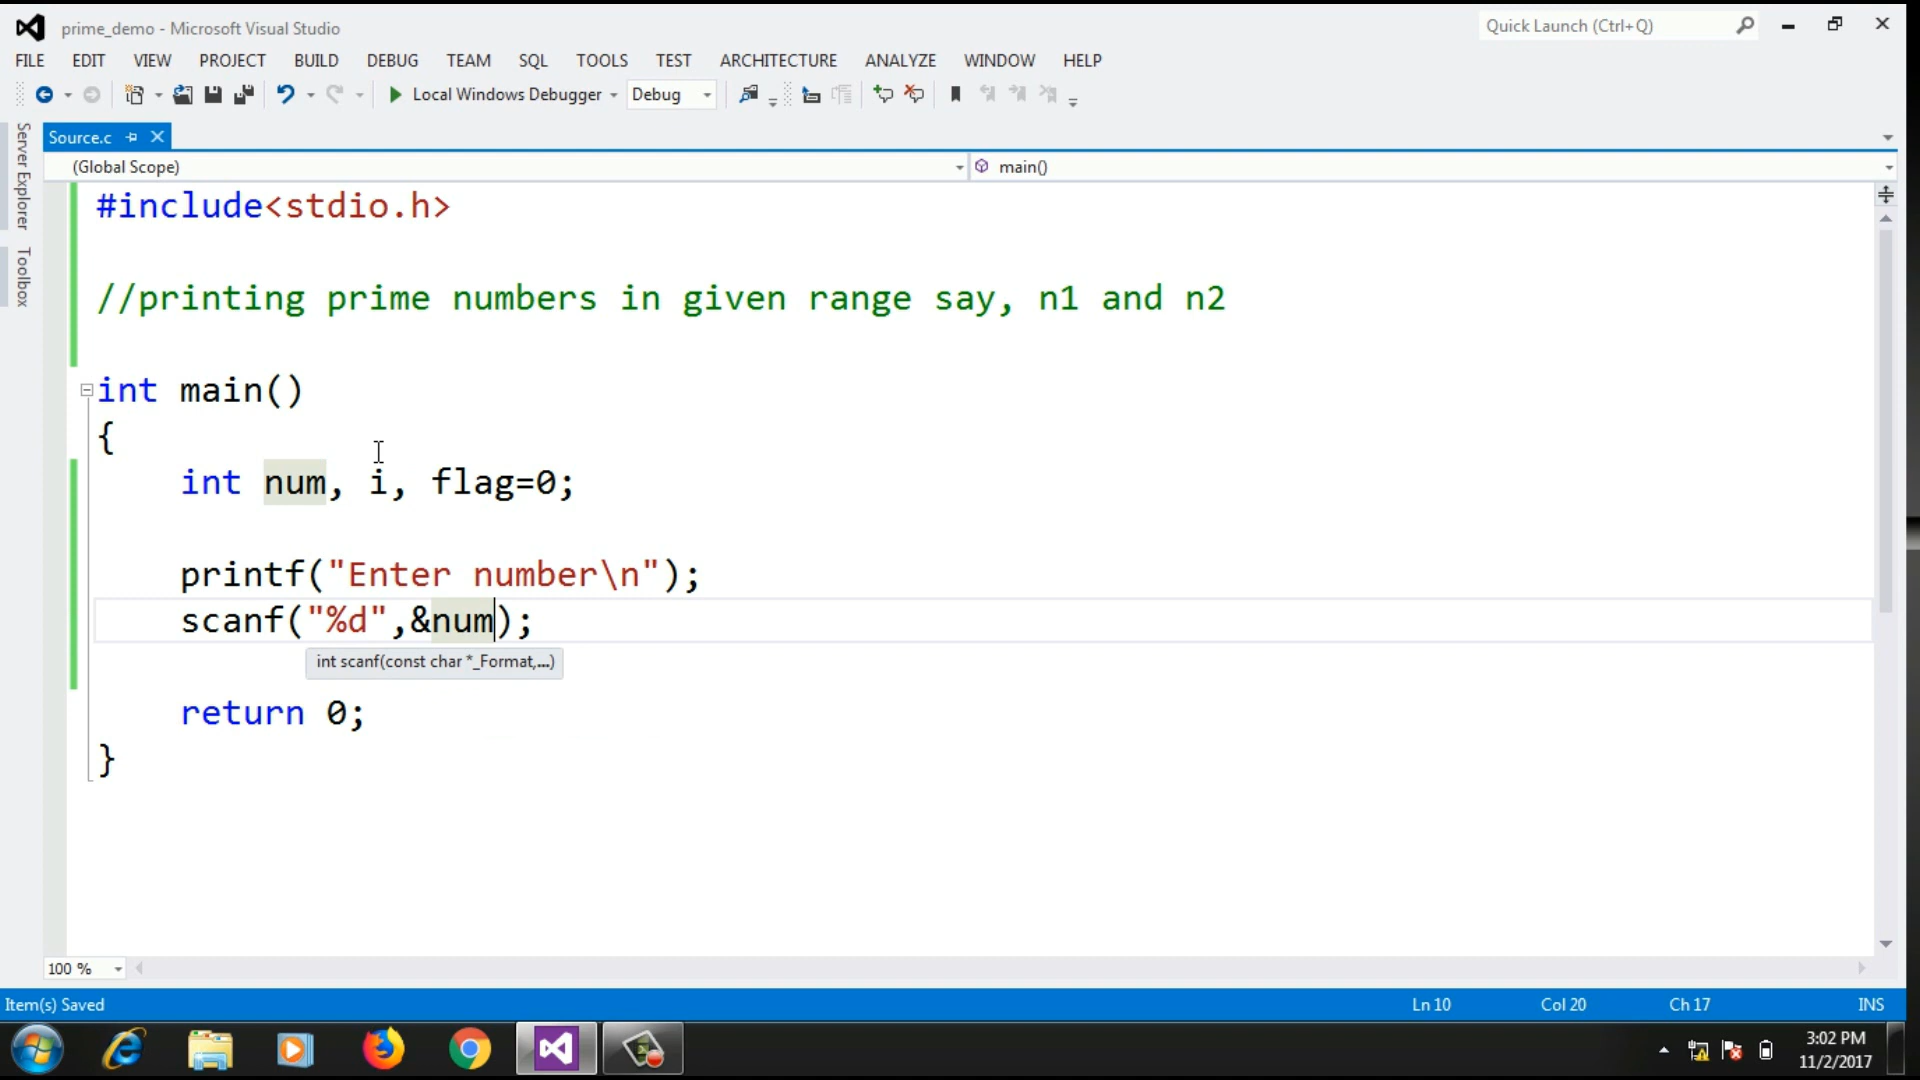 prime_demo - Microsoft Visual Studio
Quick Launch (Ctrl+Q)
FILE EDIT VIEW PROJECT BUILD DEBUG TEAM SQL TOOLS TEST ARCHITECTURE ANALYZE WINDOW HELP
Local Windows Debugger Debug
Server Explorer
Toolbox
Source.c
(Global Scope) main()
#include<stdio.h>
//printing prime numbers in given range say, n1 and n2
int main()
{
int num, i, flag=0;
printf("Enter number\n");
scanf("%d",&num);
int scanf(const char *_Format,...)
return 0;
}
100 %
Item(s) Saved Ln 10 Col 20 Ch 17 INS
3:02 PM
11/2/2017